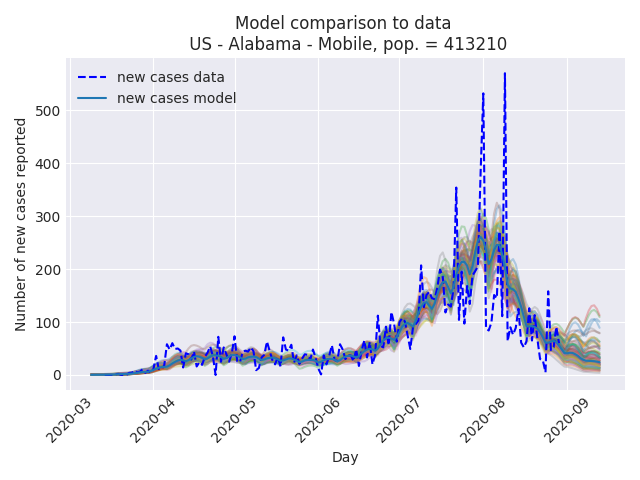 Model comparison to data
US - Alabama - Mobile, pop. = 413210
new cases data
new cases model
Number of new cases reported
500
400
300
200
100
0
2020-03
2020-04
2020-05
2020-06
2020-07
2020-08
2020-09
Day